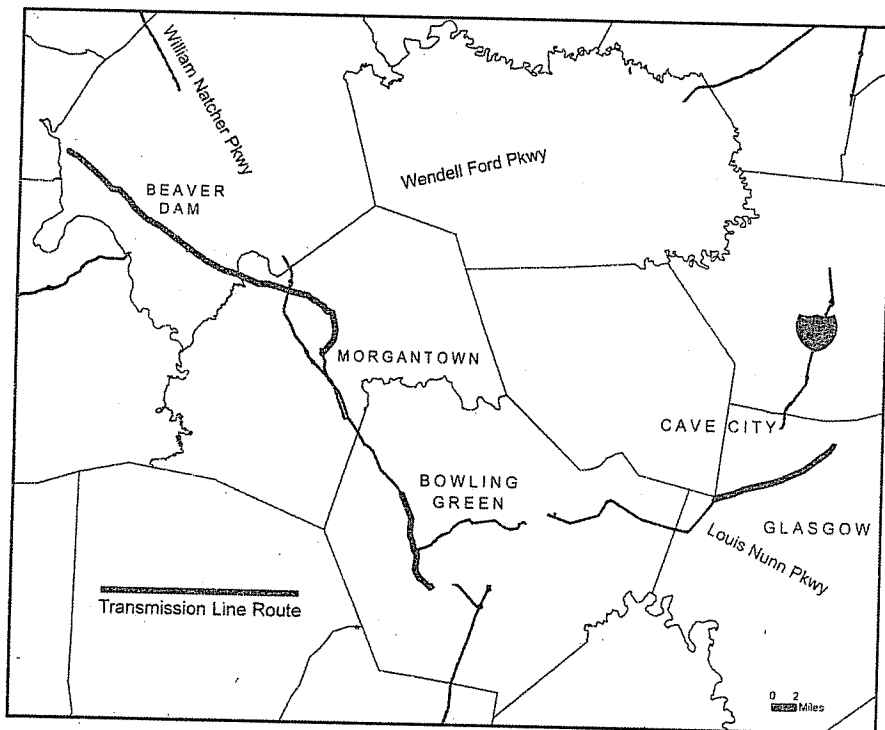 William Natcher Pkwy
Wendell Ford Pkwy
BEAVER
DAM
MORGANTOWN
CAVE CITY
BOWLING
GREEN
GLASGOW
Louis Nunn Pkwy
Transmission Line Route
0 2
Miles